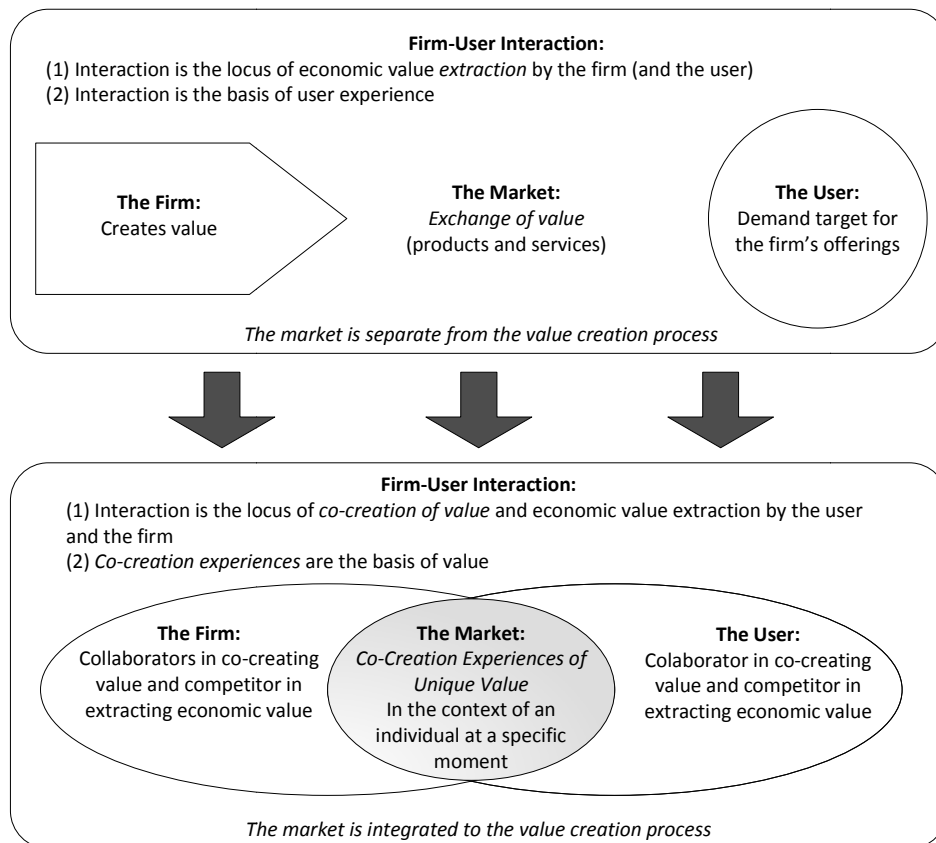 Firm-User Interaction:
(1) Interaction is the locus of economic value extraction by the firm (and the user)
(2) Interaction is the basis of user experience
The Firm:
Creates value
The Market:
Exchange of value
(products and services)
The User:
Demand target for
the firm's offerings
The market is separate from the value creation process
Firm-User Interaction:
(1) Interaction is the locus of co-creation of value and economic value extraction by the user
and the firm
(2) Co-creation experiences are the basis of value
The Firm:
Collaborators in co-creating
value and competitor in
extracting economic value
The Market:
Co-Creation Experiences of
Unique Value
In the context of an
individual at a specific
moment
The User:
Colaborator in co-creating
value and competitor in
extracting economic value
The market is integrated to the value creation process